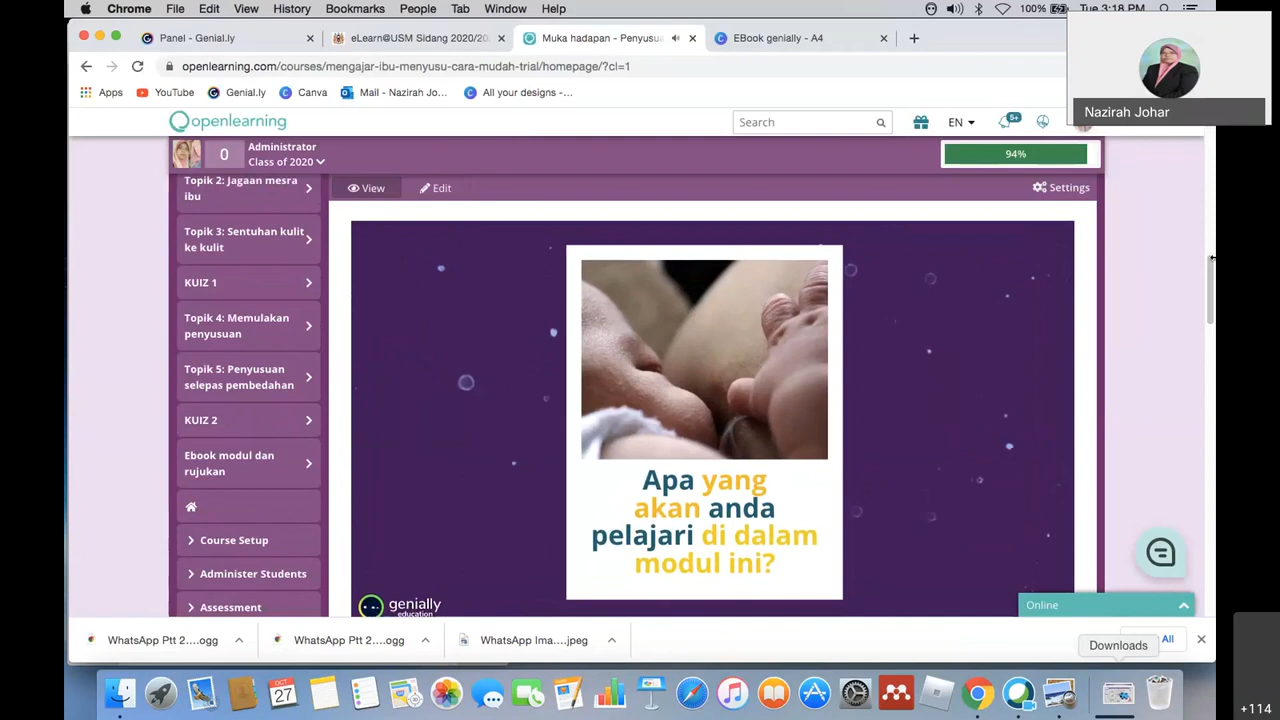 Chrome File Edit View History Bookmarks People Tab Window Help 100% Tue 3:18 PM
Panel - Genial.ly eLearn@USM Sidang 2020/20 Muka hadapan - Penyusua EBook genially - A4
openlearning.com/courses/mengajar-ibu-menyusu-cara-mudah-trial/homepage/?cl=1
Nazirah Johar
Apps YouTube Genial.ly Canva Mail - Nazirah Jo... All your designs -...
openlearning Search 5+ EN
0 Administrator
Class of 2020
94%
View Edit Settings
Topik 2: Jagaan mesra
ibu
Topik 3: Sentuhan kulit
ke kulit
KUIZ 1
Topik 4: Memulakan
penyusuan
Topik 5: Penyusuan
selepas pembedahan
KUIZ 2
Ebook modul dan
rujukan
Course Setup
Administer Students
Assessment
Apa yang
akan anda
pelajari di dalam
modul ini?
genially
education
Online
WhatsApp Ptt 2....ogg WhatsApp Ptt 2....ogg WhatsApp Ima....jpeg All
Downloads
OCT
27
+114